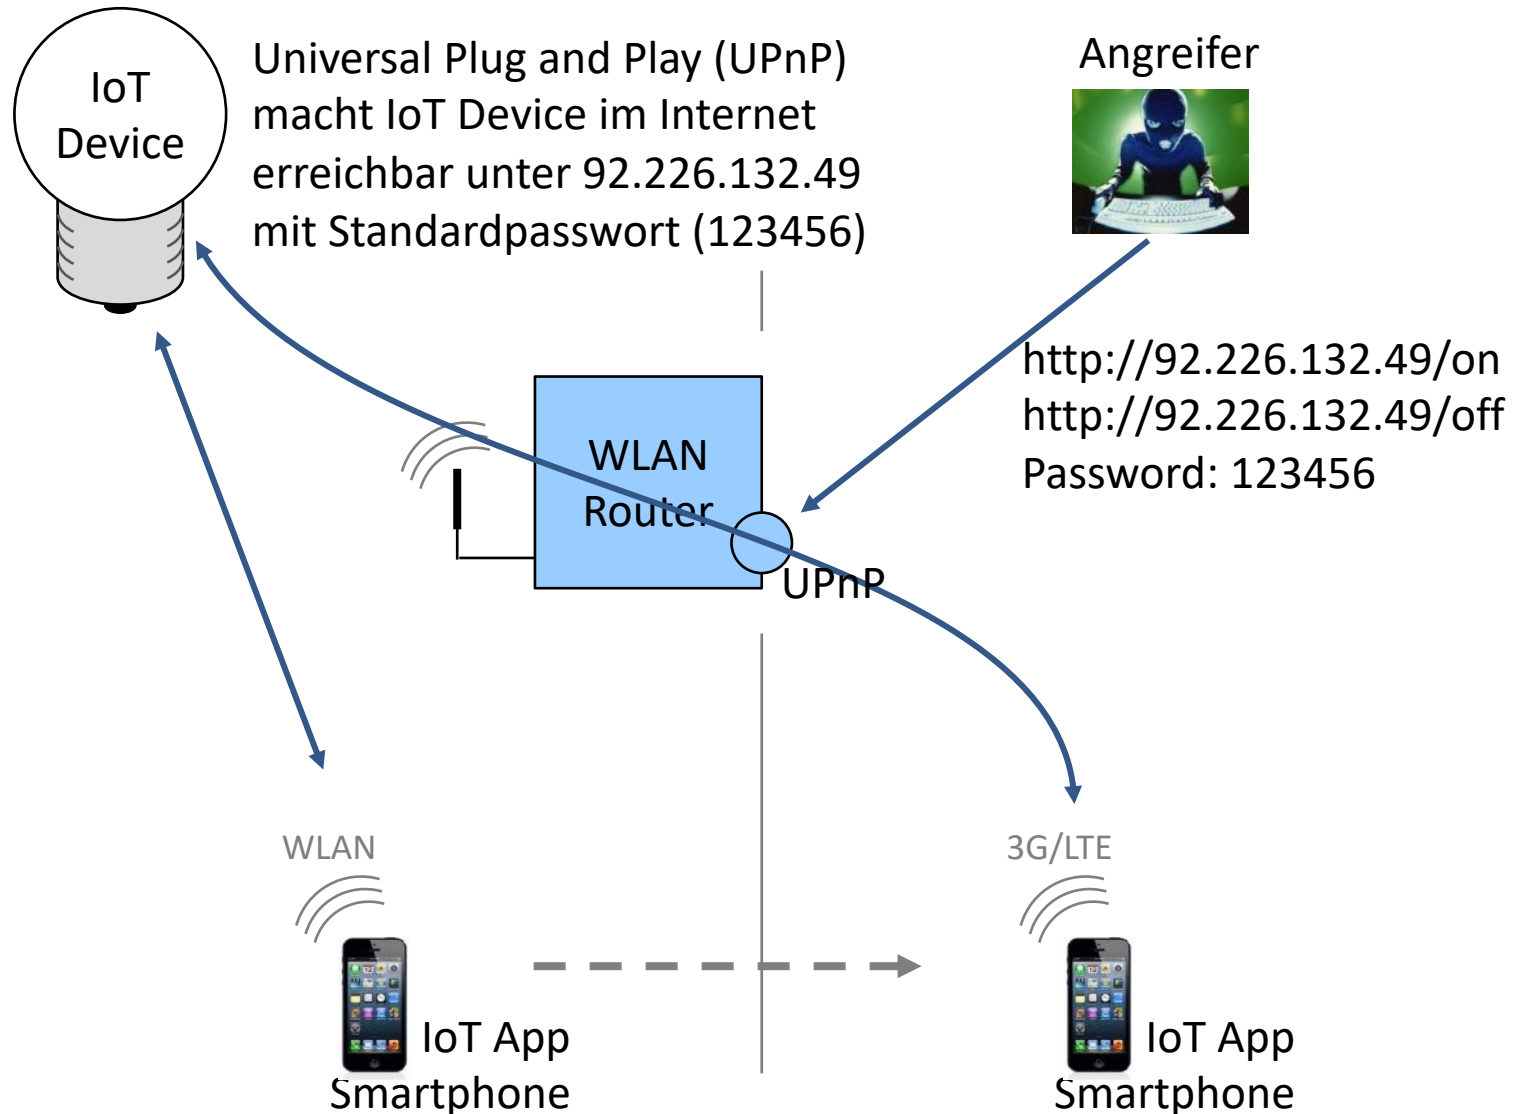 IoT
Device
Universal Plug and Play (UPnP)
macht IoT Device im Internet
erreichbar unter 92.226.132.49
mit Standardpasswort (123456)
Angreifer
http://92.226.132.49/on
http://92.226.132.49/off
Password: 123456
WLAN
Router
UPnP
WLAN
3G/LTE
IoT App
Smartphone
IoT App
Smartphone